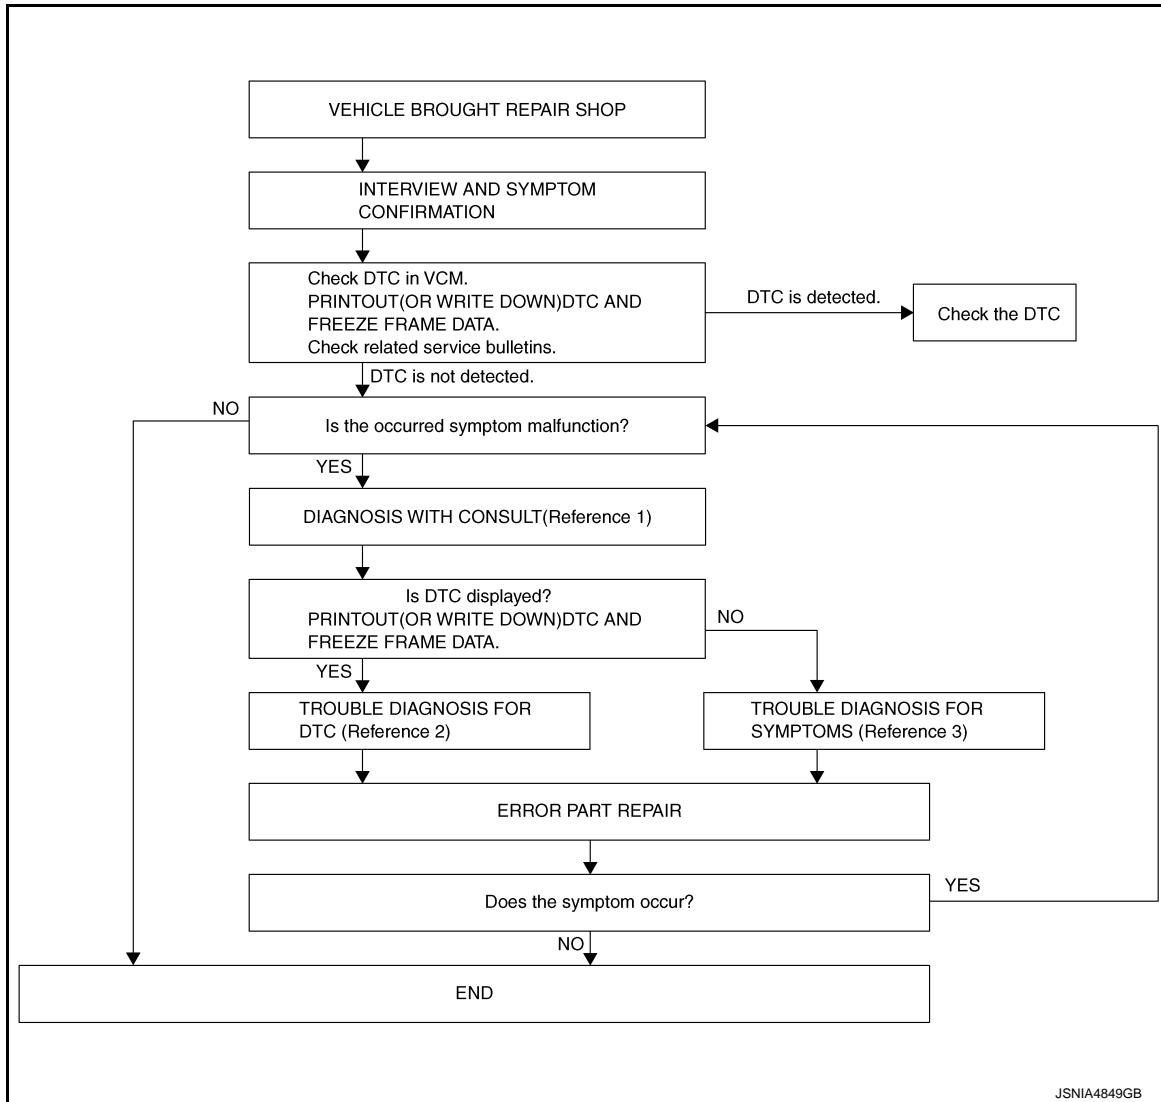 VEHICLE BROUGHT REPAIR SHOP
INTERVIEW AND SYMPTOM
CONFIRMATION
Check DTC in VCM.
PRINTOUT(OR WRITE DOWN)DTC AND
FREEZE FRAME DATA.
Check related service bulletins.
DTC is detected.
Check the DTC
DTC is not detected.
NO
Is the occurred symptom malfunction?
YES
DIAGNOSIS WITH CONSULT(Reference 1)
Is DTC displayed?
PRINTOUT(OR WRITE DOWN)DTC AND
FREEZE FRAME DATA.
NO
YES
TROUBLE DIAGNOSIS FOR
DTC (Reference 2)
TROUBLE DIAGNOSIS FOR
SYMPTOMS (Reference 3)
ERROR PART REPAIR
Does the symptom occur?
YES
NO
END
JSNIA4849GB